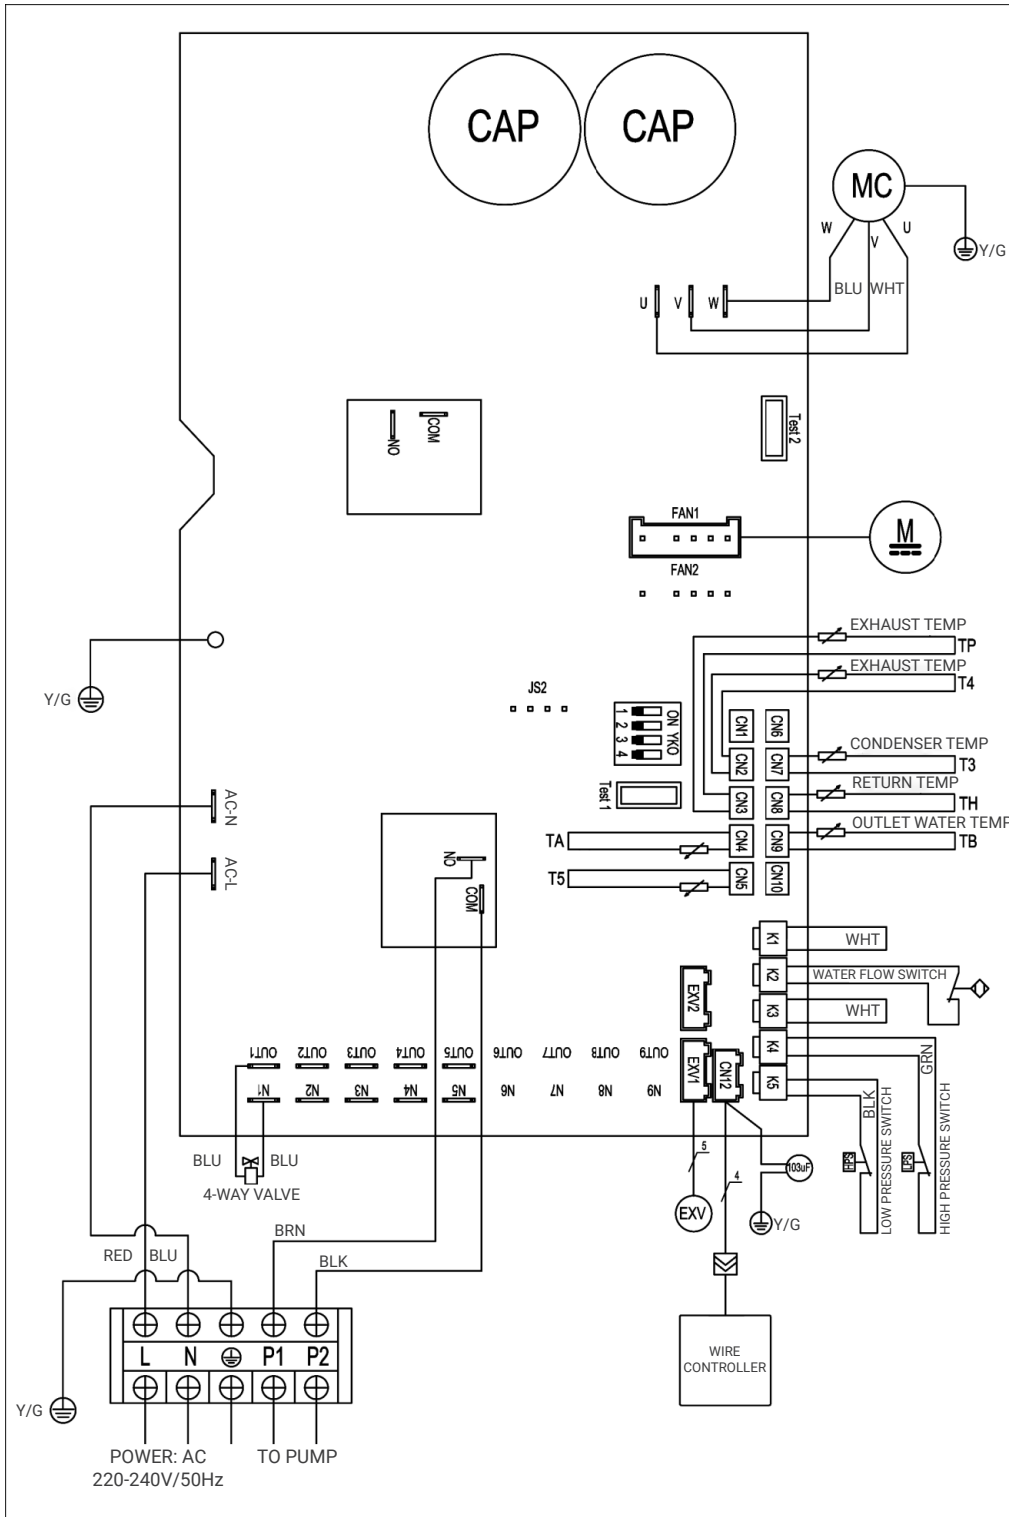 CAP
CAP
MC
W
V
U
Y/G
BLU
WHT
U
V
W
Test 2
COM
NO
FAN1
M
FAN2
EXHAUST TEMP
TP
EXHAUST TEMP
T4
Y/G
JS2
1
2
3
4
ON YKO
CN1
CN6
CONDENSER TEMP
CN2
CN7
T3
RETURN TEMP
Test 1
CN3
CN8
TH
AC-N
OUTLET WATER TEMP
TA
CN4
CN9
TB
AC-L
NO
T5
CN5
CN10
COM
K1
WHT
K2
WATER FLOW SWITCH
EXV2
K3
WHT
K4
GRN
OUT1
OUT2
OUT3
OUT4
OUT5
OUT6
OUT7
OUT8
OUT9
EXV1
CN12
K5
N1
N2
N3
N4
N5
N6
N7
N8
N9
BLK
LOW PRESSURE SWITCH
HIGH PRESSURE SWITCH
5
BLU
BLU
HPS
LPS
103uF
4
4-WAY VALVE
EXV
Y/G
BRN
RED
BLU
BLK
L
N
P1
P2
WIRE
CONTROLLER
Y/G
POWER: AC
220-240V/50Hz
TO PUMP